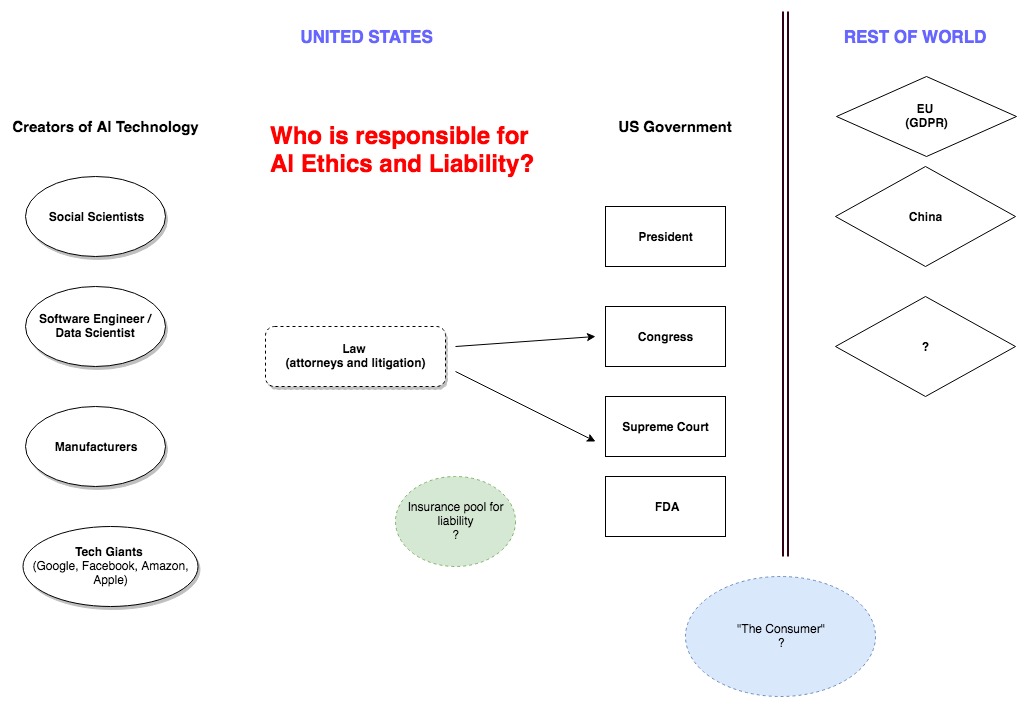 UNITED STATES
REST OF WORLD
Creators of AI Technology
Who is responsible for
AI Ethics and Liability?
US Government
EU
(GDPR)
Social Scientists
President
China
Software Engineer /
Data Scientist
Law
(attorneys and litigation)
Congress
?
Manufacturers
Supreme Court
Insurance pool for
liability
?
FDA
Tech Giants
(Google, Facebook, Amazon,
Apple)
"The Consumer"
?